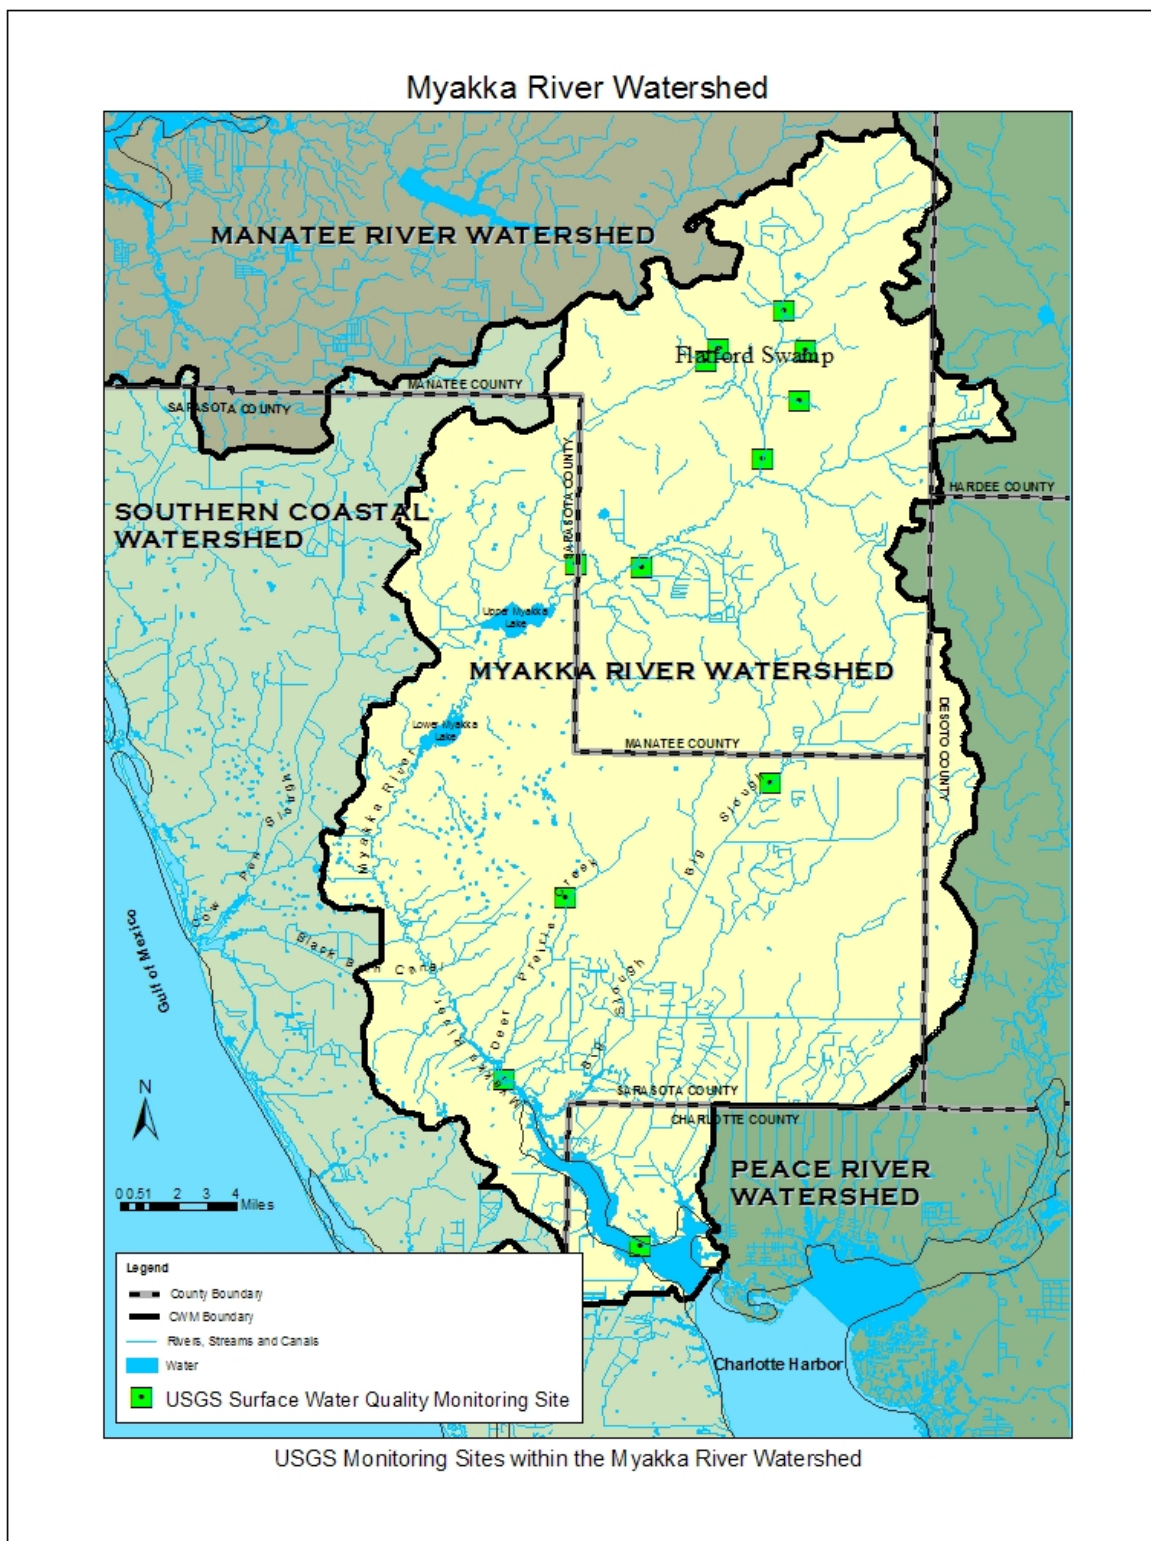 Myakka River Watershed
MANATEE RIVER WATERSHED
Flatford Swamp
MANATEE COUNTY
SARASOTA COUNTY
SARASOTA COUNTY
HARDEE COUNTY
SOUTHERN COASTAL
WATERSHED
Upper Myakka
Lake
MYAKKA RIVER WATERSHED
DESOTO COUNTY
Lower Myakka
Lake
MANATEE COUNTY
Myakka River
Big Slough
Cow Pen Slough
Deer Prairie Creek
Gulf of Mexico
Canal
Big Slough
Myakka River
SARASOTA COUNTY
CHARLOTTE COUNTY
N
PEACE RIVER
WATERSHED
0 0.5 1 2 3 4
Miles
Legend
County Boundary
CWM Boundary
Rivers, Streams and Canals
Water
USGS Surface Water Quality Monitoring Site
Charlotte Harbor
USGS Monitoring Sites within the Myakka River Watershed